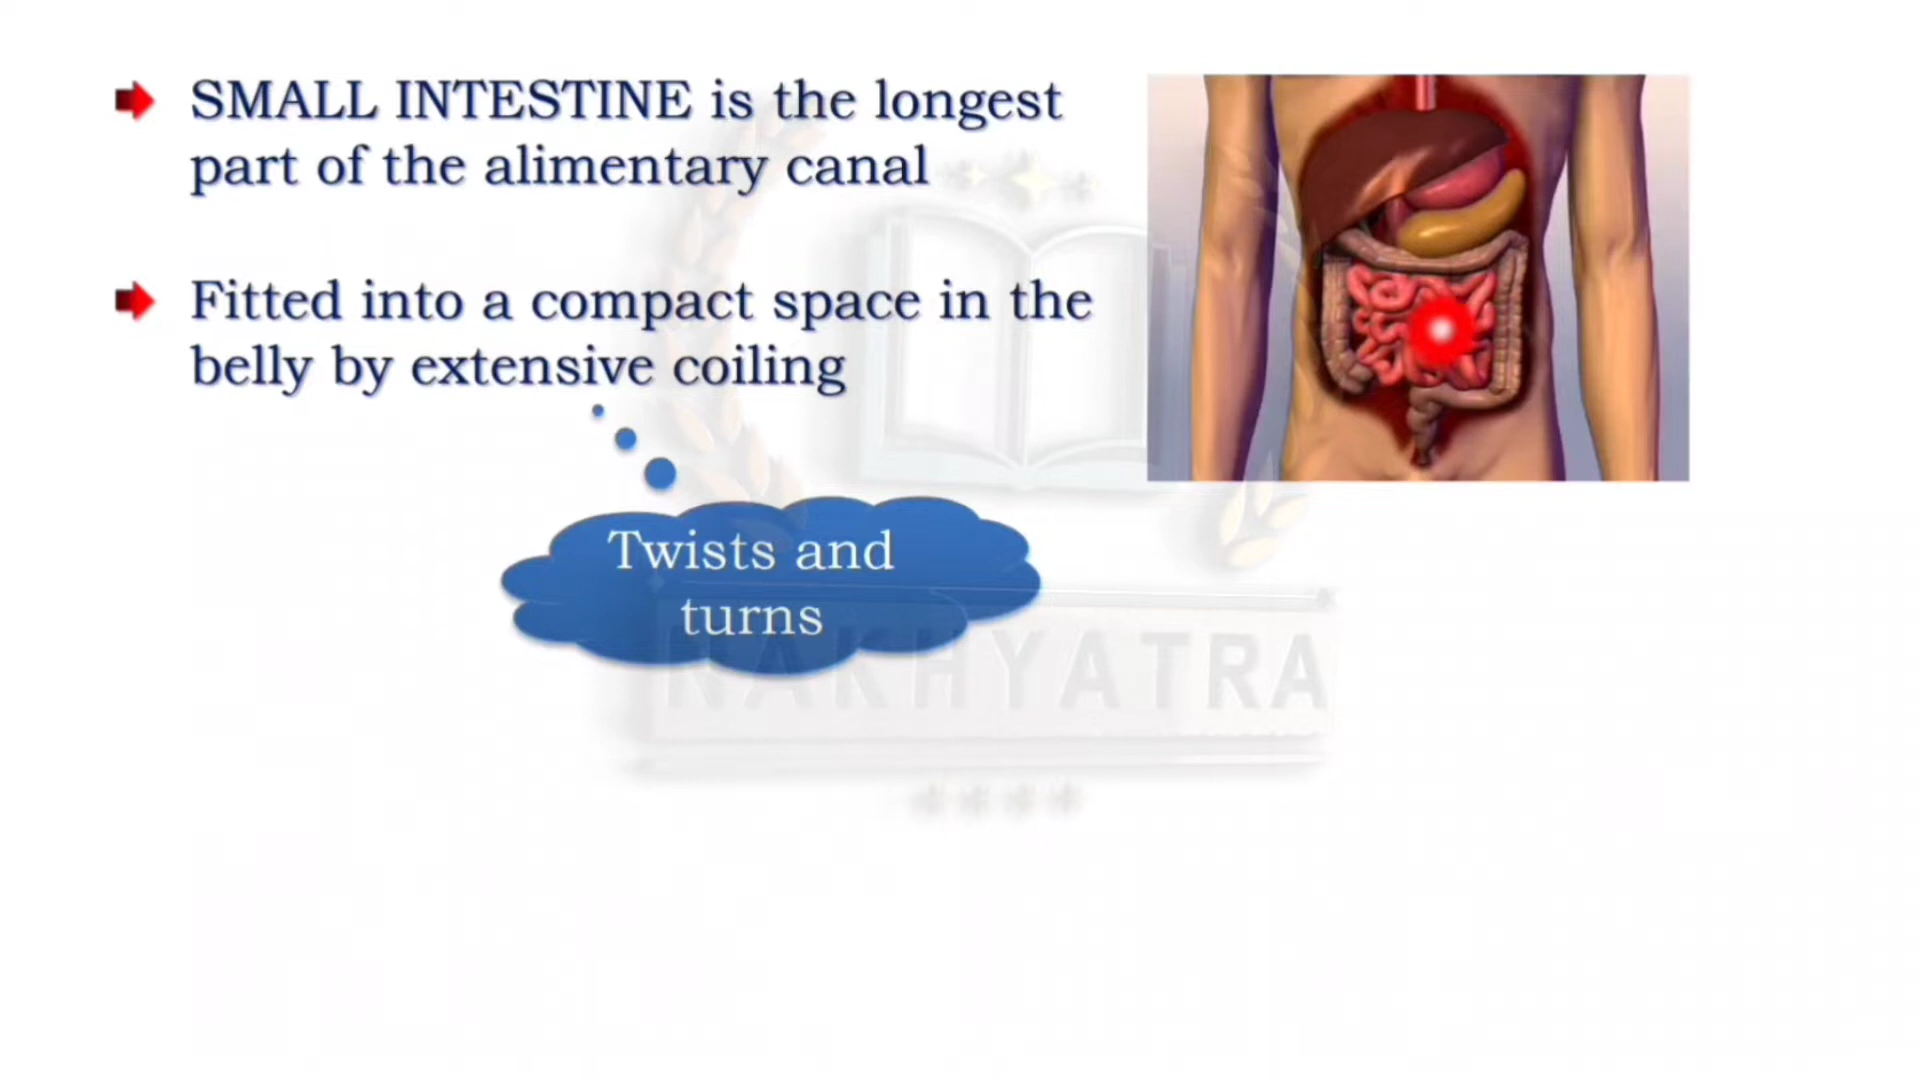 SMALL INTESTINE is the longest
part of the alimentary canal
Fitted into a compact space in the
belly by extensive coiling
Twists and
turns
NAKHYATRA